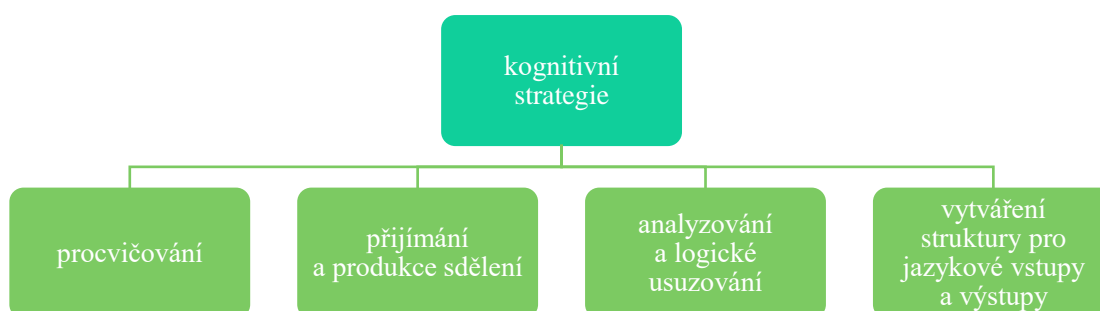 kognitivní
strategie
procvičování
přijímání
a produkce sdělení
analyzování
a logické
usuzování
vytváření
struktury pro
jazykové vstupy
a výstupy